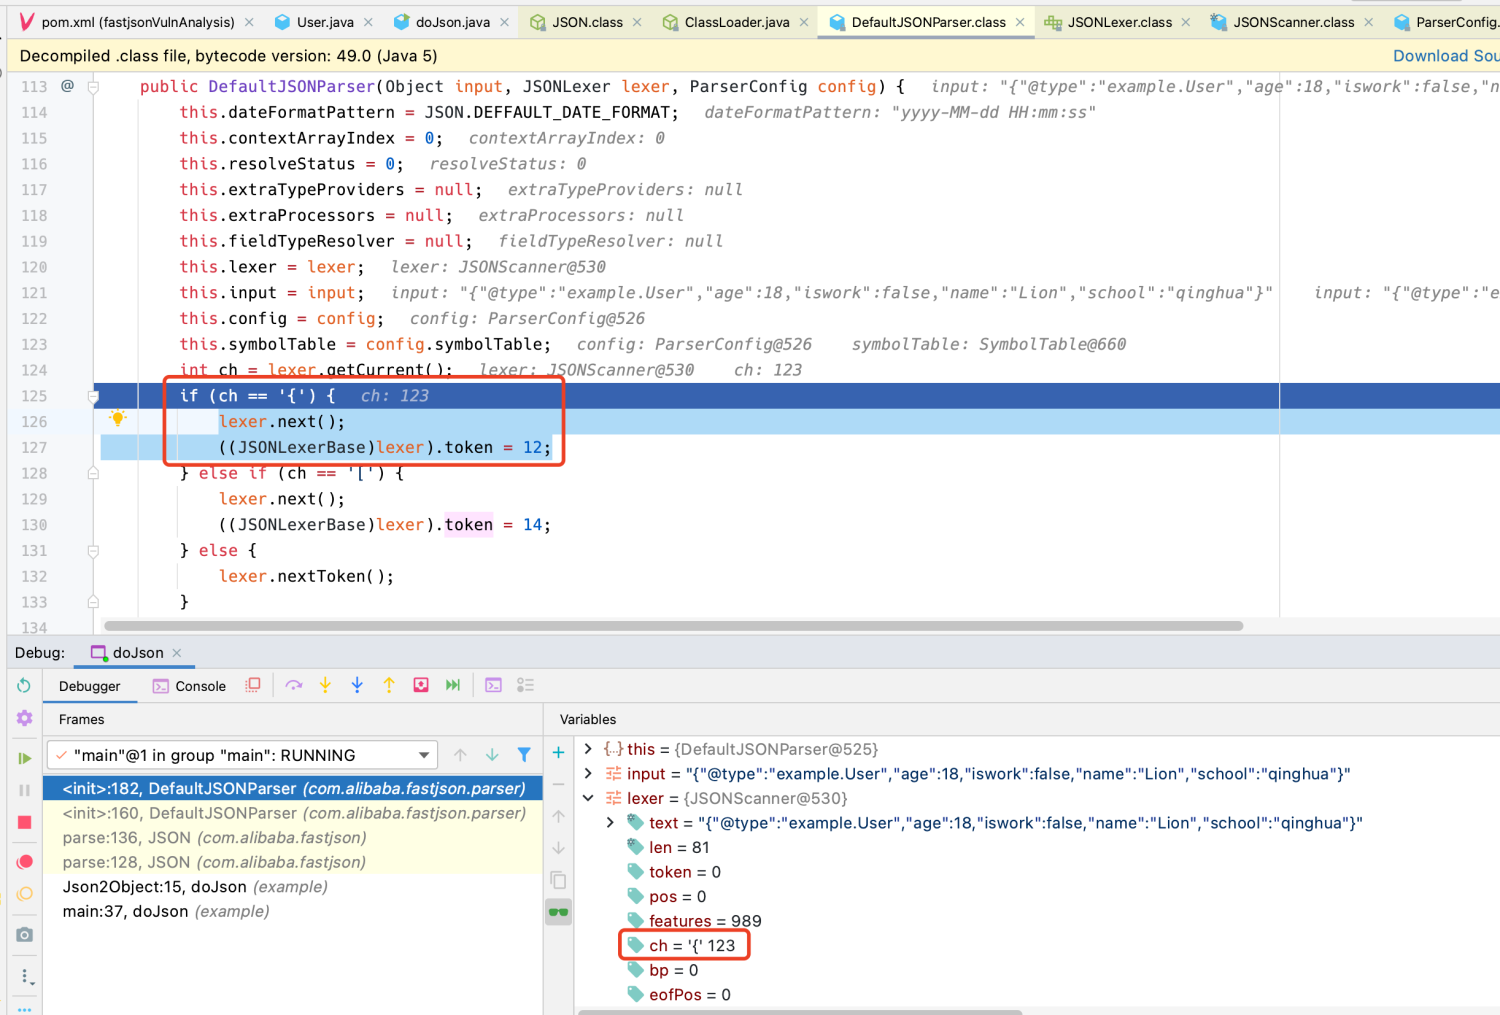 pom.xml (fastjsonVulnAnalysis) × User.java × doJson.java × JSON.class × ClassLoader.java × DefaultJSONParser.class × JSONLexer.class × JSONScanner.class × ParserConfig.
Decompiled .class file, bytecode version: 49.0 (Java 5) Download Sou
113 @ public DefaultJSONParser(Object input, JSONLexer lexer, ParserConfig config) { input: "{"@type":"example.User","age":18,"iswork":false,"n
114 this.dateFormatPattern = JSON.DEFFAULT_DATE_FORMAT; dateFormatPattern: "yyyy-MM-dd HH:mm:ss"
115 this.contextArrayIndex = 0; contextArrayIndex: 0
116 this.resolveStatus = 0; resolveStatus: 0
117 this.extraTypeProviders = null; extraTypeProviders: null
118 this.extraProcessors = null; extraProcessors: null
119 this.fieldTypeResolver = null; fieldTypeResolver: null
120 this.lexer = lexer; lexer: JSONScanner@530
121 this.input = input; input: "{"@type":"example.User","age":18,"iswork":false,"name":"Lion","school":"qinghua"}" input: "{"@type":"e
122 this.config = config; config: ParserConfig@526
123 this.symbolTable = config.symbolTable; config: ParserConfig@526 symbolTable: SymbolTable@660
124 int ch = lexer.getCurrent(); lexer: JSONScanner@530 ch: 123
125 if (ch == '{') { ch: 123
126 lexer.next();
127 ((JSONLexerBase)lexer).token = 12;
128 } else if (ch == '[') {
129 lexer.next();
130 ((JSONLexerBase)lexer).token = 14;
131 } else {
132 lexer.nextToken();
133 }
134
Debug: doJson ×
Debugger Console
Frames Variables
"main"@1 in group "main": RUNNING
<init>:182, DefaultJSONParser (com.alibaba.fastjson.parser)
<init>:160, DefaultJSONParser (com.alibaba.fastjson.parser)
parse:136, JSON (com.alibaba.fastjson)
parse:128, JSON (com.alibaba.fastjson)
Json2Object:15, doJson (example)
main:37, doJson (example)
this = {DefaultJSONParser@525}
input = "{"@type":"example.User","age":18,"iswork":false,"name":"Lion","school":"qinghua"}"
lexer = {JSONScanner@530}
text = "{"@type":"example.User","age":18,"iswork":false,"name":"Lion","school":"qinghua"}"
len = 81
token = 0
pos = 0
features = 989
ch = '{' 123
bp = 0
eofPos = 0